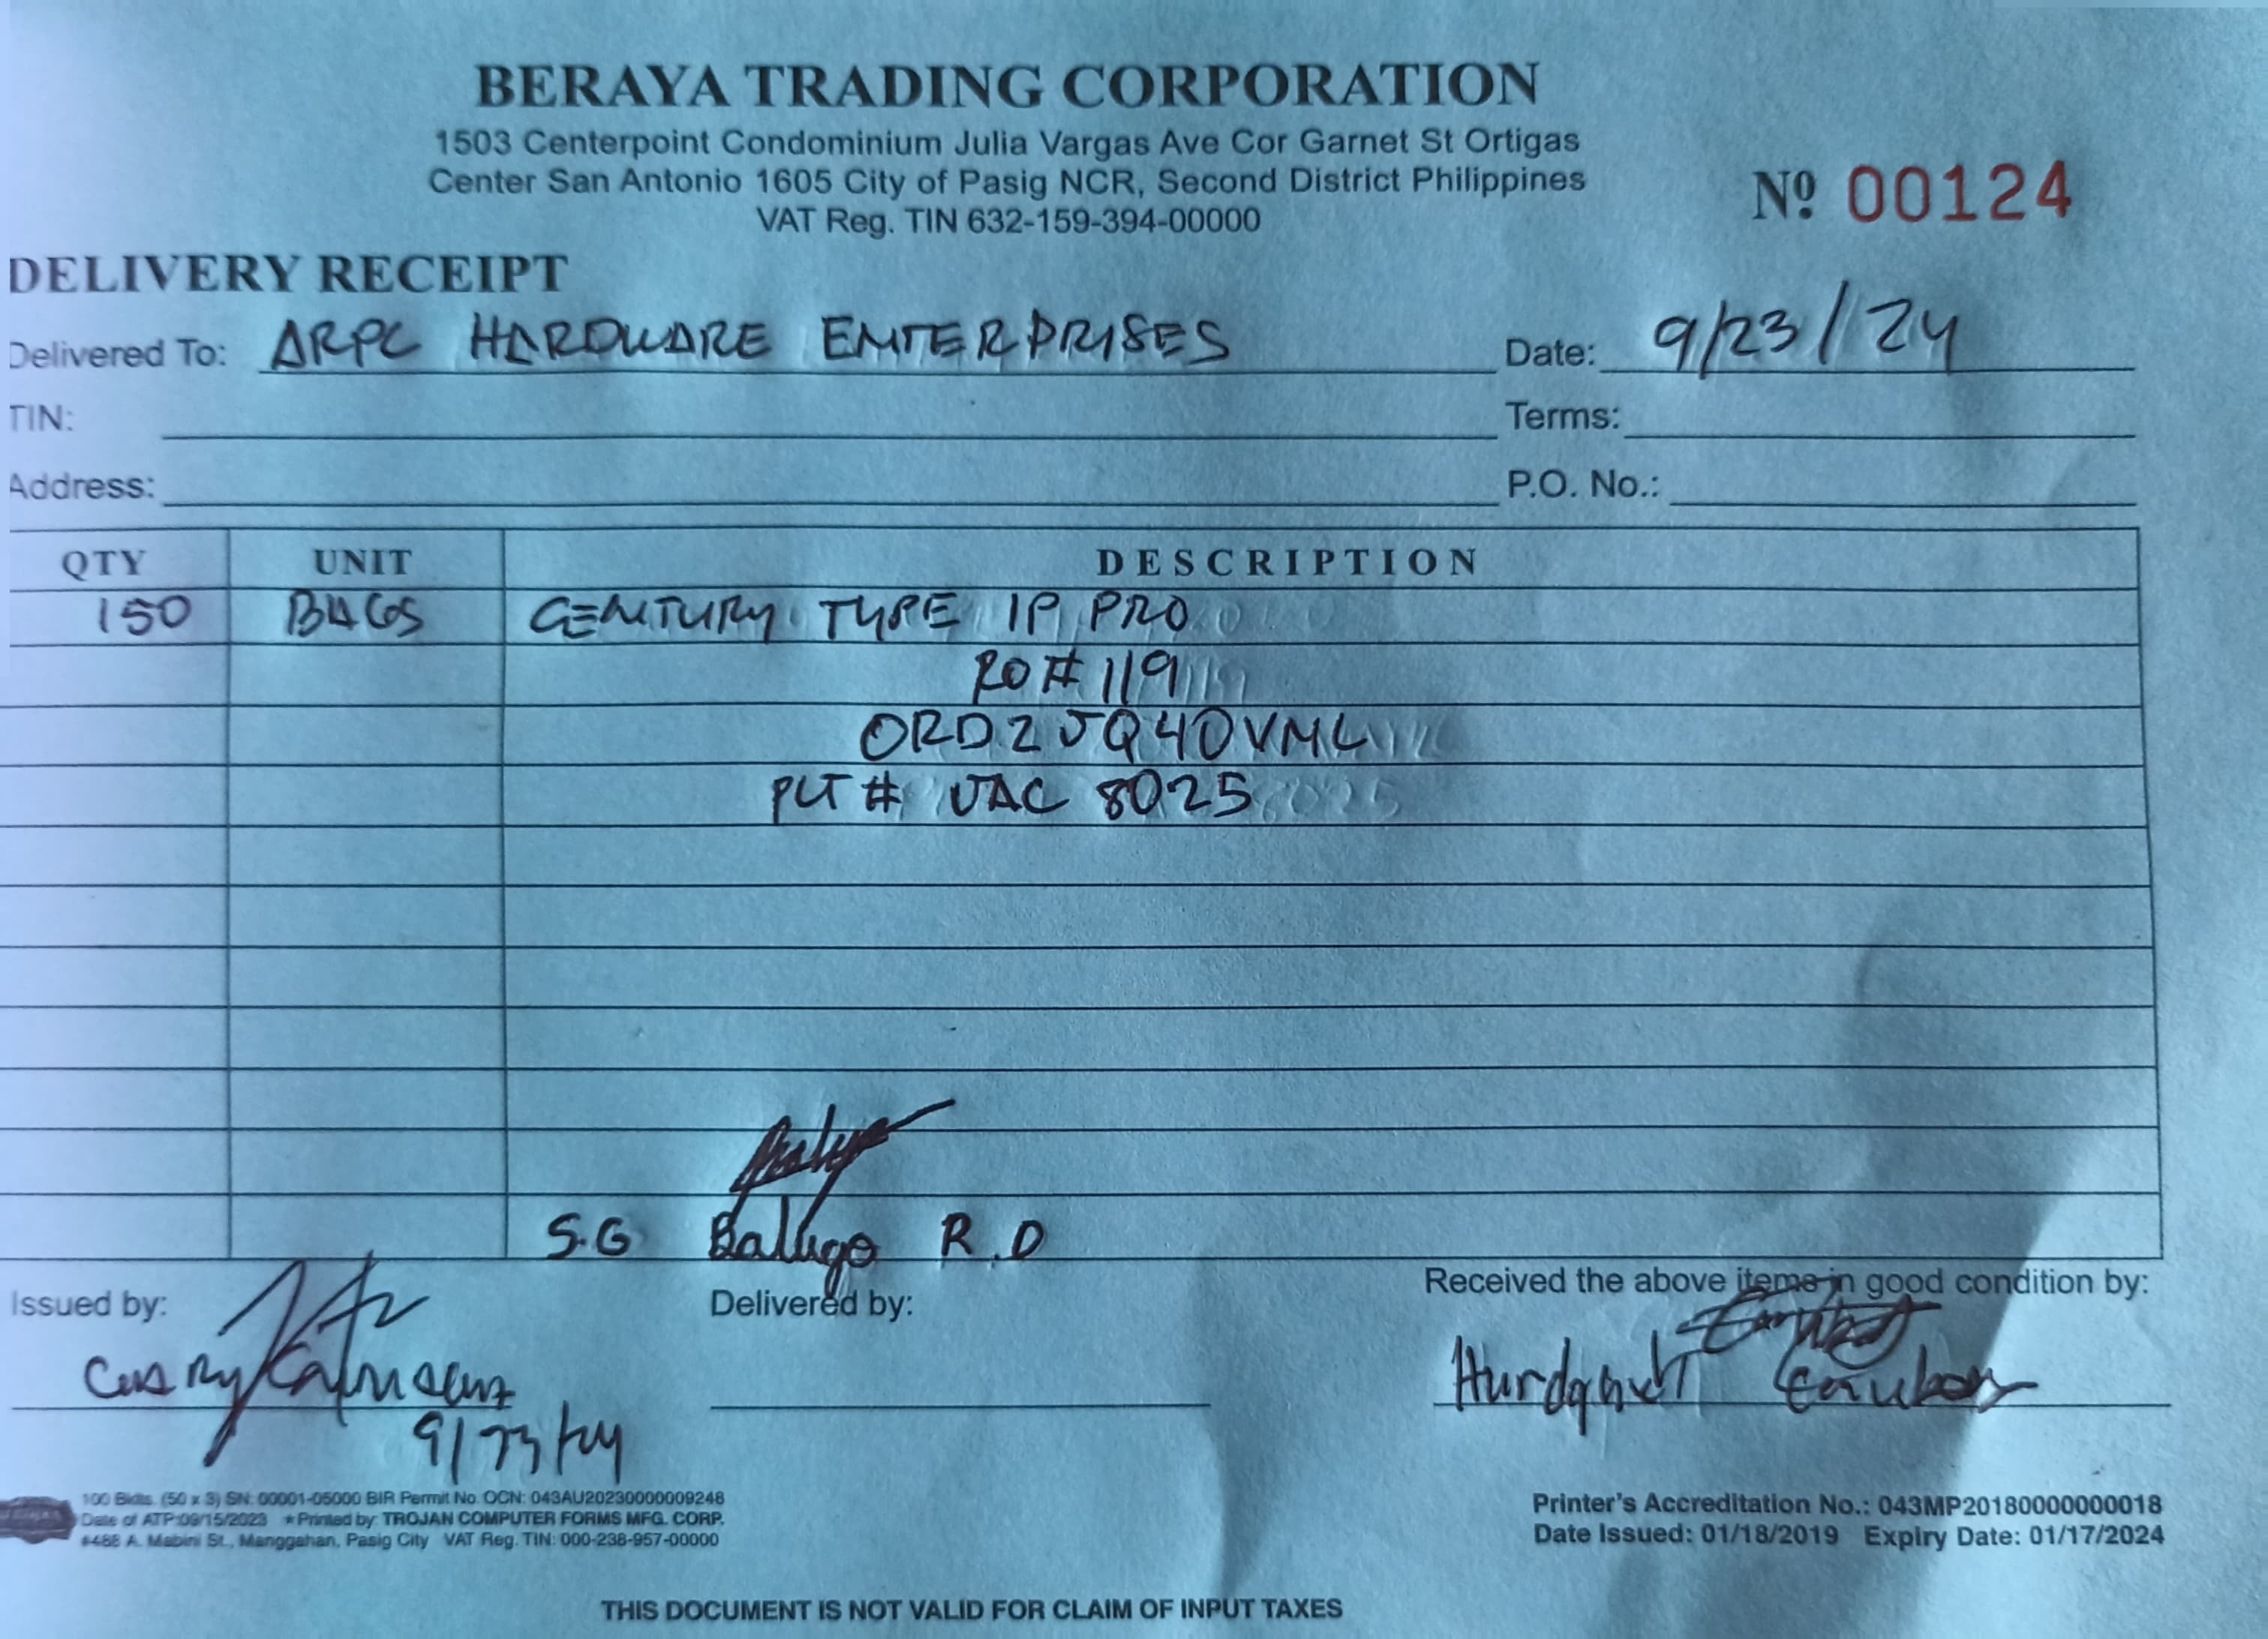 BERAYA TRADING CORPORATION
1503 Centerpoint Condominium Julia Vargas Ave Cor Garnet St Ortigas
Center San Antonio 1605 City of Pasig NCR, Second District Philippines
VAT Reg. TIN 632-159-394-00000
Nº 00124
DELIVERY RECEIPT
Delivered To: ARPC HARDWARE ENTERPRISES Date: 9/23/24
TIN: Terms:
Address: P.O. No.:
QTY UNIT DESCRIPTION
150 BAGS CENTURY TYPE 1P PRO
RO# 119
ORD2JQ40VML
PLT# UAC 8025
S.G Balugo R.D
Issued by: Delivered by: Received the above items in good condition by:
9/23/24
100 Bklts. (50 x 3) SN: 00001-05000 BIR Permit No. OCN: 043AU20230000009248
Date of ATP:09/15/2023 ★Printed by: TROJAN COMPUTER FORMS MFG. CORP.
#488 A. Mabini St., Manggahan, Pasig City VAT Reg. TIN: 000-238-957-00000
Printer's Accreditation No.: 043MP20180000000018
Date Issued: 01/18/2019 Expiry Date: 01/17/2024
THIS DOCUMENT IS NOT VALID FOR CLAIM OF INPUT TAXES